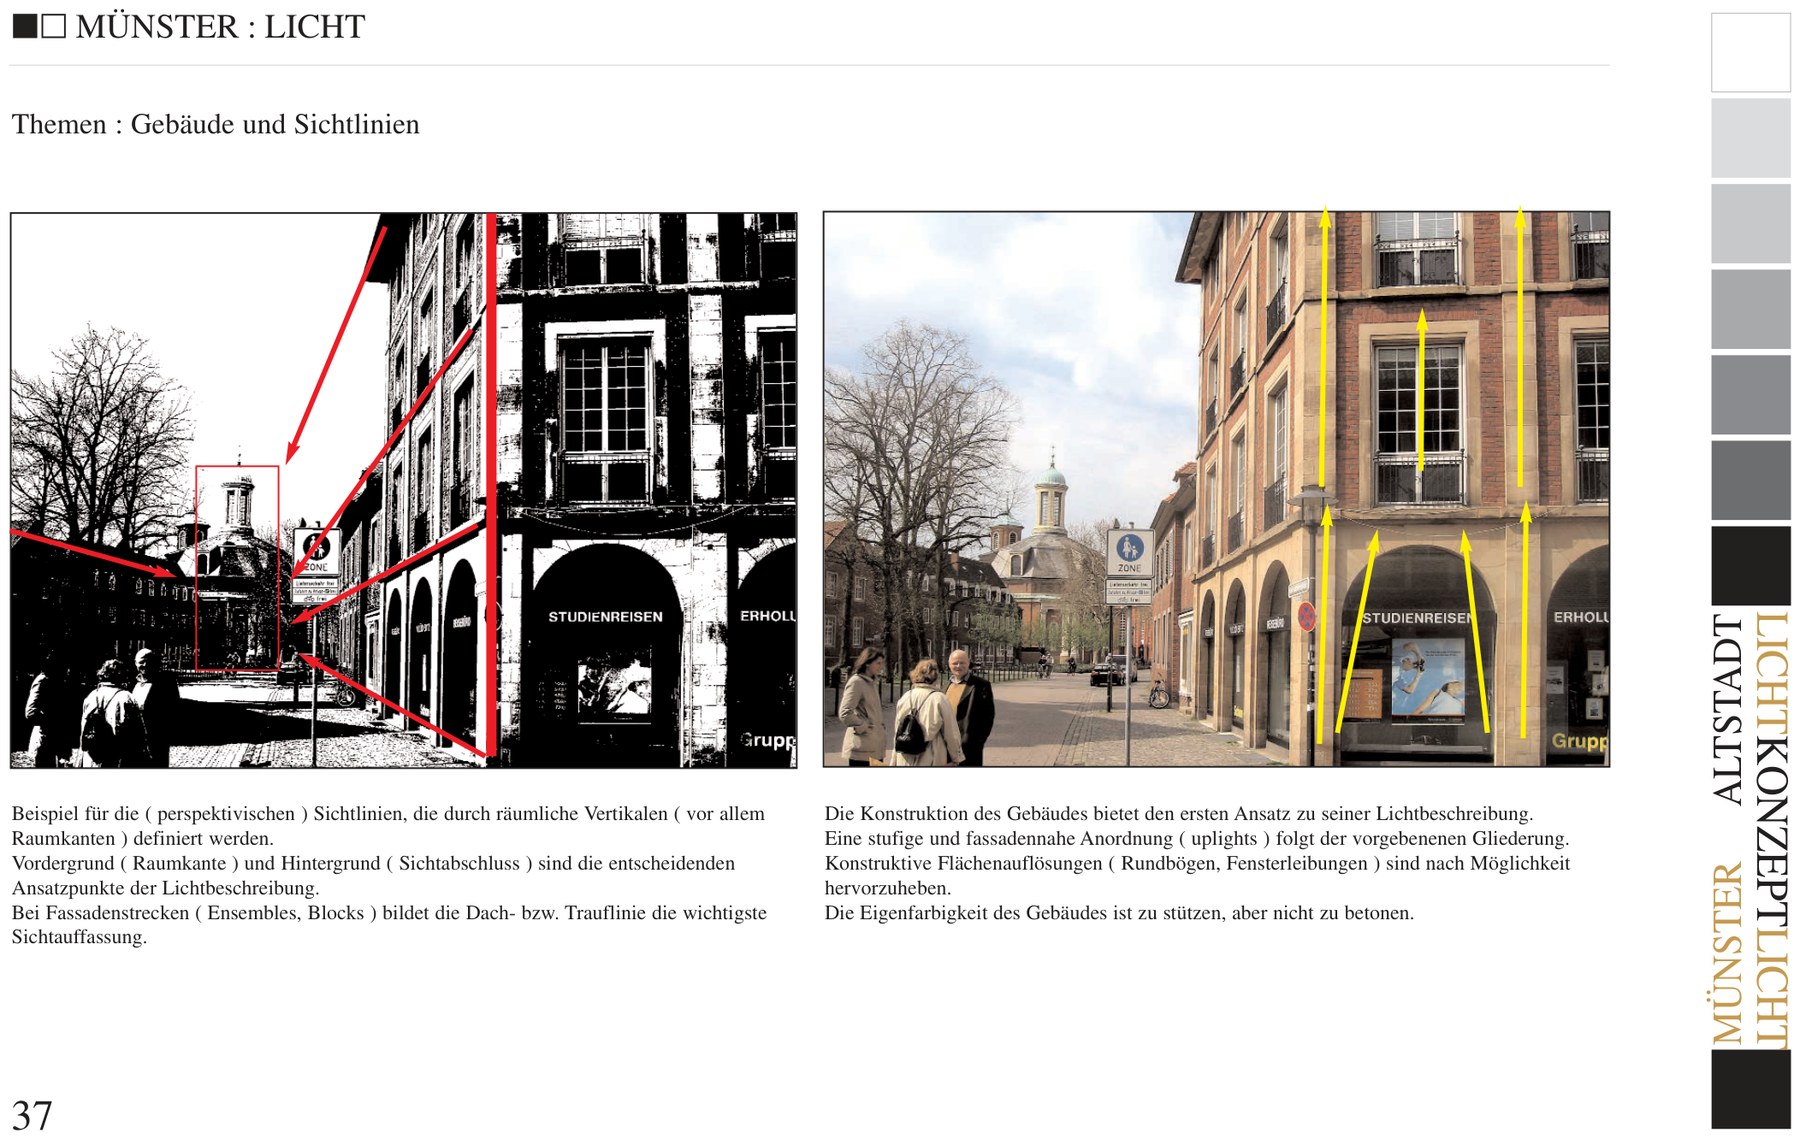 MÜNSTER : LICHT
Themen : Gebäude und Sichtlinien
ZONE
STUDIENREISEN
ERHOLU
Grupp
ZONE
STUDIENREISEN
ERHOLU
Grupp
Beispiel für die ( perspektivischen ) Sichtlinien, die durch räumliche Vertikalen ( vor allem
Raumkanten ) definiert werden.
Vordergrund ( Raumkante ) und Hintergrund ( Sichtabschluss ) sind die entscheidenden
Ansatzpunkte der Lichtbeschreibung.
Bei Fassadenstrecken ( Ensembles, Blocks ) bildet die Dach- bzw. Trauflinie die wichtigste
Sichtauffassung.
Die Konstruktion des Gebäudes bietet den ersten Ansatz zu seiner Lichtbeschreibung.
Eine stufige und fassadennahe Anordnung ( uplights ) folgt der vorgebenenen Gliederung.
Konstruktive Flächenauflösungen ( Rundbögen, Fensterleibungen ) sind nach Möglichkeit
hervorzuheben.
Die Eigenfarbigkeit des Gebäudes ist zu stützen, aber nicht zu betonen.
MÜNSTER ALTSTADT
LICHTKONZEPTLICHT
37